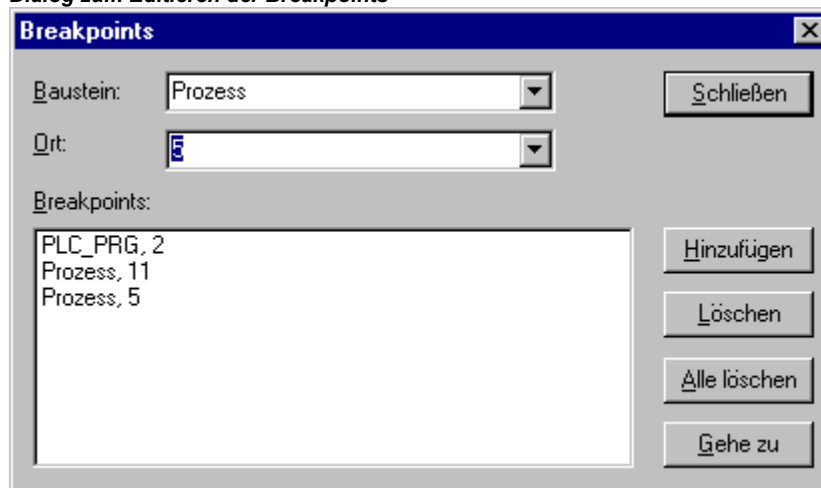 Dialog zum Editieren der Breakpoints
Breakpoints
Baustein: Prozess
Schließen
Ort: 5
Breakpoints:
PLC_PRG, 2
Prozess, 11
Prozess, 5
Hinzufügen
Löschen
Alle löschen
Gehe zu